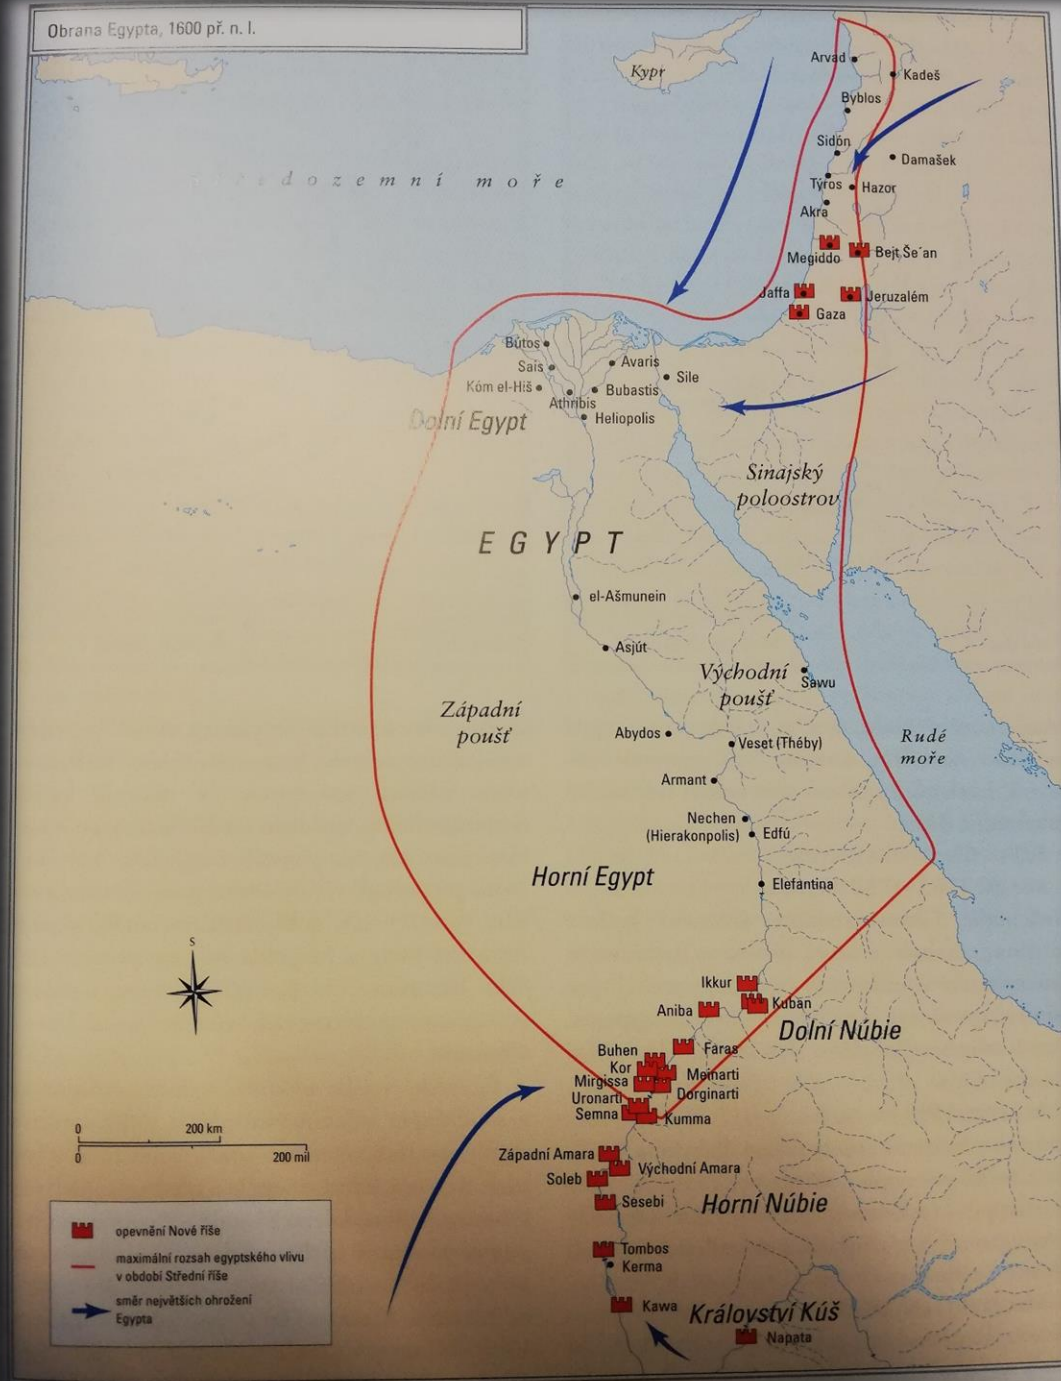 Obrana Egypta, 1600 př. n. l.
Kypr
Arvad
Kadeš
Byblos
Sidón
Damašek
Týros
Hazor
Akra
Megiddo
Bejt Še´an
Jaffa
Jeruzalém
Gaza
moře
Bútos
Sais
Avaris
Sile
Kóm el-Hiš
Bubastis
Athribis
Heliopolis
Dolní Egypt
Sinajský
poloostrov
EGYPT
el-Ašmunein
Asjút
Východní
poušť
Sawu
Západní
poušť
Abydos
Veset (Théby)
Rudé
moře
Armant
Nechen
(Hierakonpolis)
Edfú
Horní Egypt
Elefantina
S
Ikkur
Kuban
Aniba
Dolní Núbie
Faras
Buhen
Kor
Meinarti
Mirgissa
Dorginarti
Uronarti
Semna
Kumma
0
200 km
0
200 mil
Západní Amara
Východní Amara
Soleb
Sesebi
Horní Núbie
Tombos
Kerma
Kawa
Království Kúš
Napata
opevnění Nové říše
maximální rozsah egyptského vlivu
v období Střední říše
směr největších ohrožení
Egypta